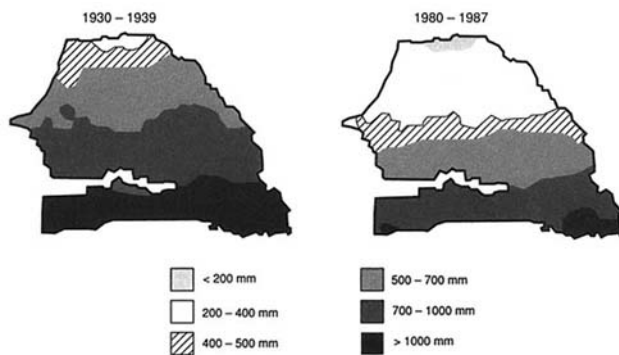 1930 – 1939
1980 – 1987
< 200 mm
200 – 400 mm
400 – 500 mm
500 – 700 mm
700 – 1000 mm
> 1000 mm